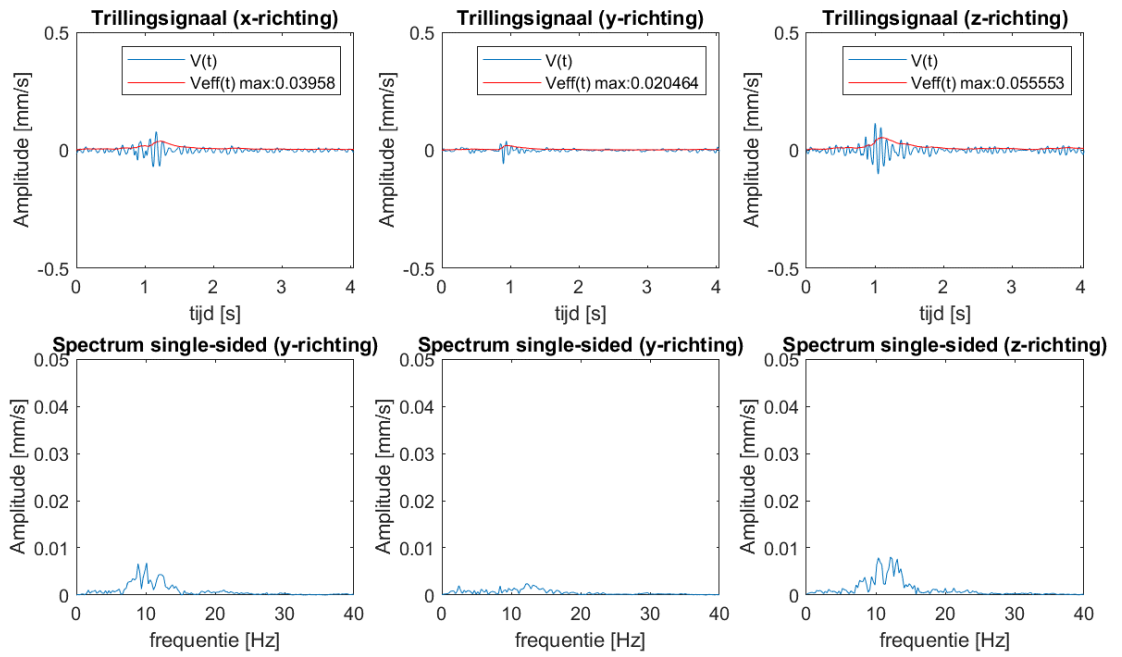 Trillingsignaal (x-richting)
0.5
0
-0.5
Amplitude [mm/s]
V(t)
Veff(t) max:0.03958
0 1 2 3 4
tijd [s]
Trillingsignaal (y-richting)
0.5
0
-0.5
Amplitude [mm/s]
V(t)
Veff(t) max:0.020464
0 1 2 3 4
tijd [s]
Trillingsignaal (z-richting)
0.5
0
-0.5
Amplitude [mm/s]
V(t)
Veff(t) max:0.055553
0 1 2 3 4
tijd [s]
Spectrum single-sided (y-richting)
0.05
0.04
0.03
0.02
0.01
0
Amplitude [mm/s]
0 10 20 30 40
frequentie [Hz]
Spectrum single-sided (y-richting)
0.05
0.04
0.03
0.02
0.01
0
Amplitude [mm/s]
0 10 20 30 40
frequentie [Hz]
Spectrum single-sided (z-richting)
0.05
0.04
0.03
0.02
0.01
0
Amplitude [mm/s]
0 10 20 30 40
frequentie [Hz]